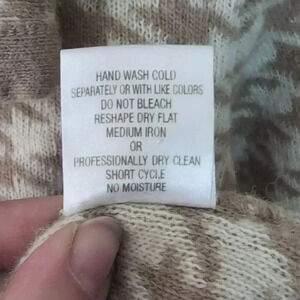 HAND WASH COLD
SEPARATELY OR WITH LIKE COLORS
DO NOT BLEACH
RESHAPE DRY FLAT
MEDIUM IRON
OR
PROFESSIONALLY DRY CLEAN
SHORT CYCLE
NO MOISTURE